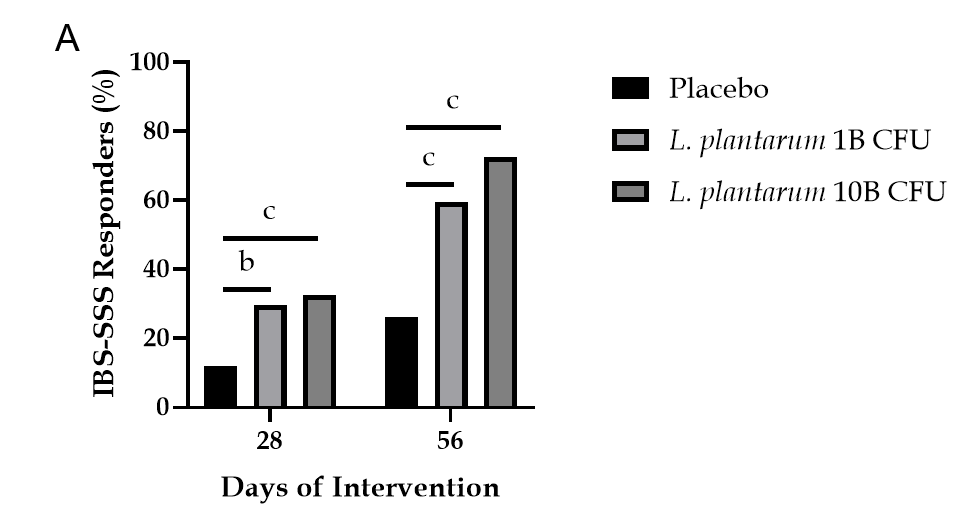 A
IBS-SSS Responders (%)
100
80
60
40
20
0
c
c
c
b
28
56
Days of Intervention
Placebo
L. plantarum 1B CFU
L. plantarum 10B CFU